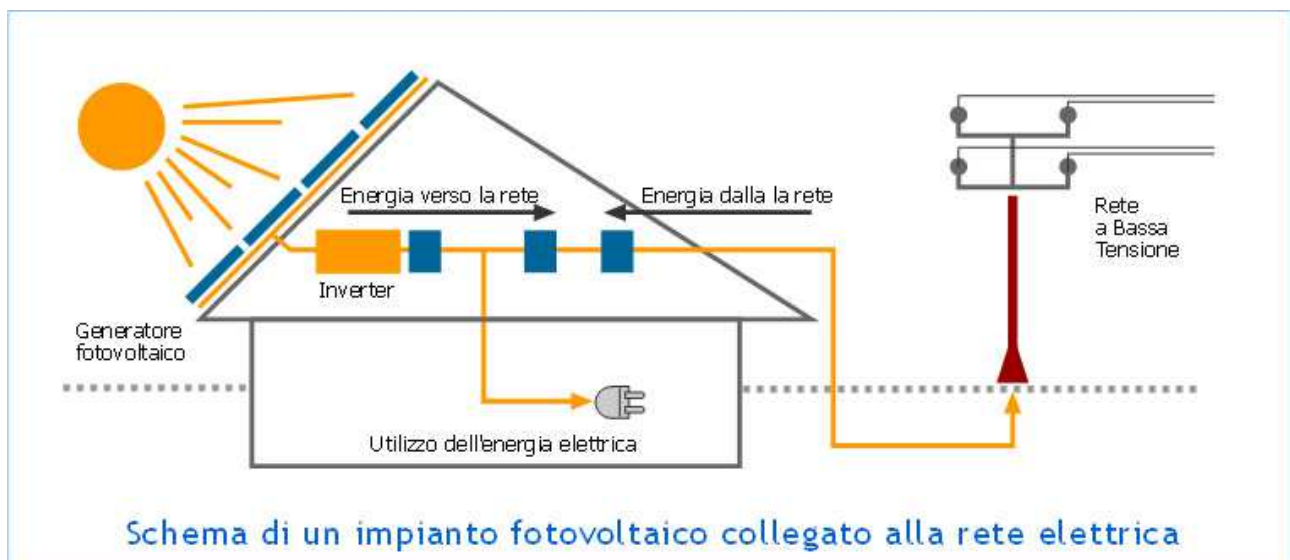 Energia verso la rete
Energia dalla la rete
Rete
a Bassa
Tensione
Inverter
Generatore
fotovoltaico
Utilizzo dell'energia elettrica
Schema di un impianto fotovoltaico collegato alla rete elettrica